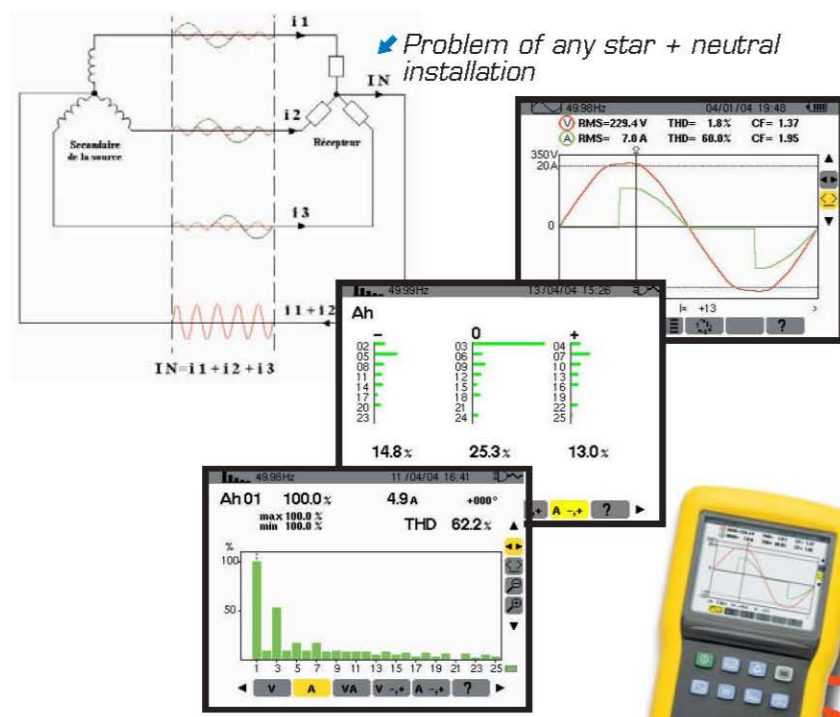 Problem of any star + neutral
installation
i1
IN
i2
Secondaire
de la source
Récepteur
i3
i1+i2
IN=i1+i2+i3
49.98Hz 04/01/04 19:48
V RMS=229.4V THD= 1.8% CF= 1.37
A RMS= 7.0A THD= 60.0% CF= 1.95
350V
20A
0
I= +13
?
49.99Hz 13/04/04 15:26
Ah
- 0 +
02 03 04
05 06 07
08 09 10
11 12 13
14 15 16
17 18 19
20 21 22
23 24 25
14.8% 25.3% 13.0%
A -,+ ?
49.98Hz 11/04/04 16:41
Ah 01 100.0% 4.9A +000°
max 100.0%
min 100.0% THD 62.2%
%
100
50
1 3 5 7 9 11 13 15 17 19 21 23 25
V A VA V -,+ A -,+ ?